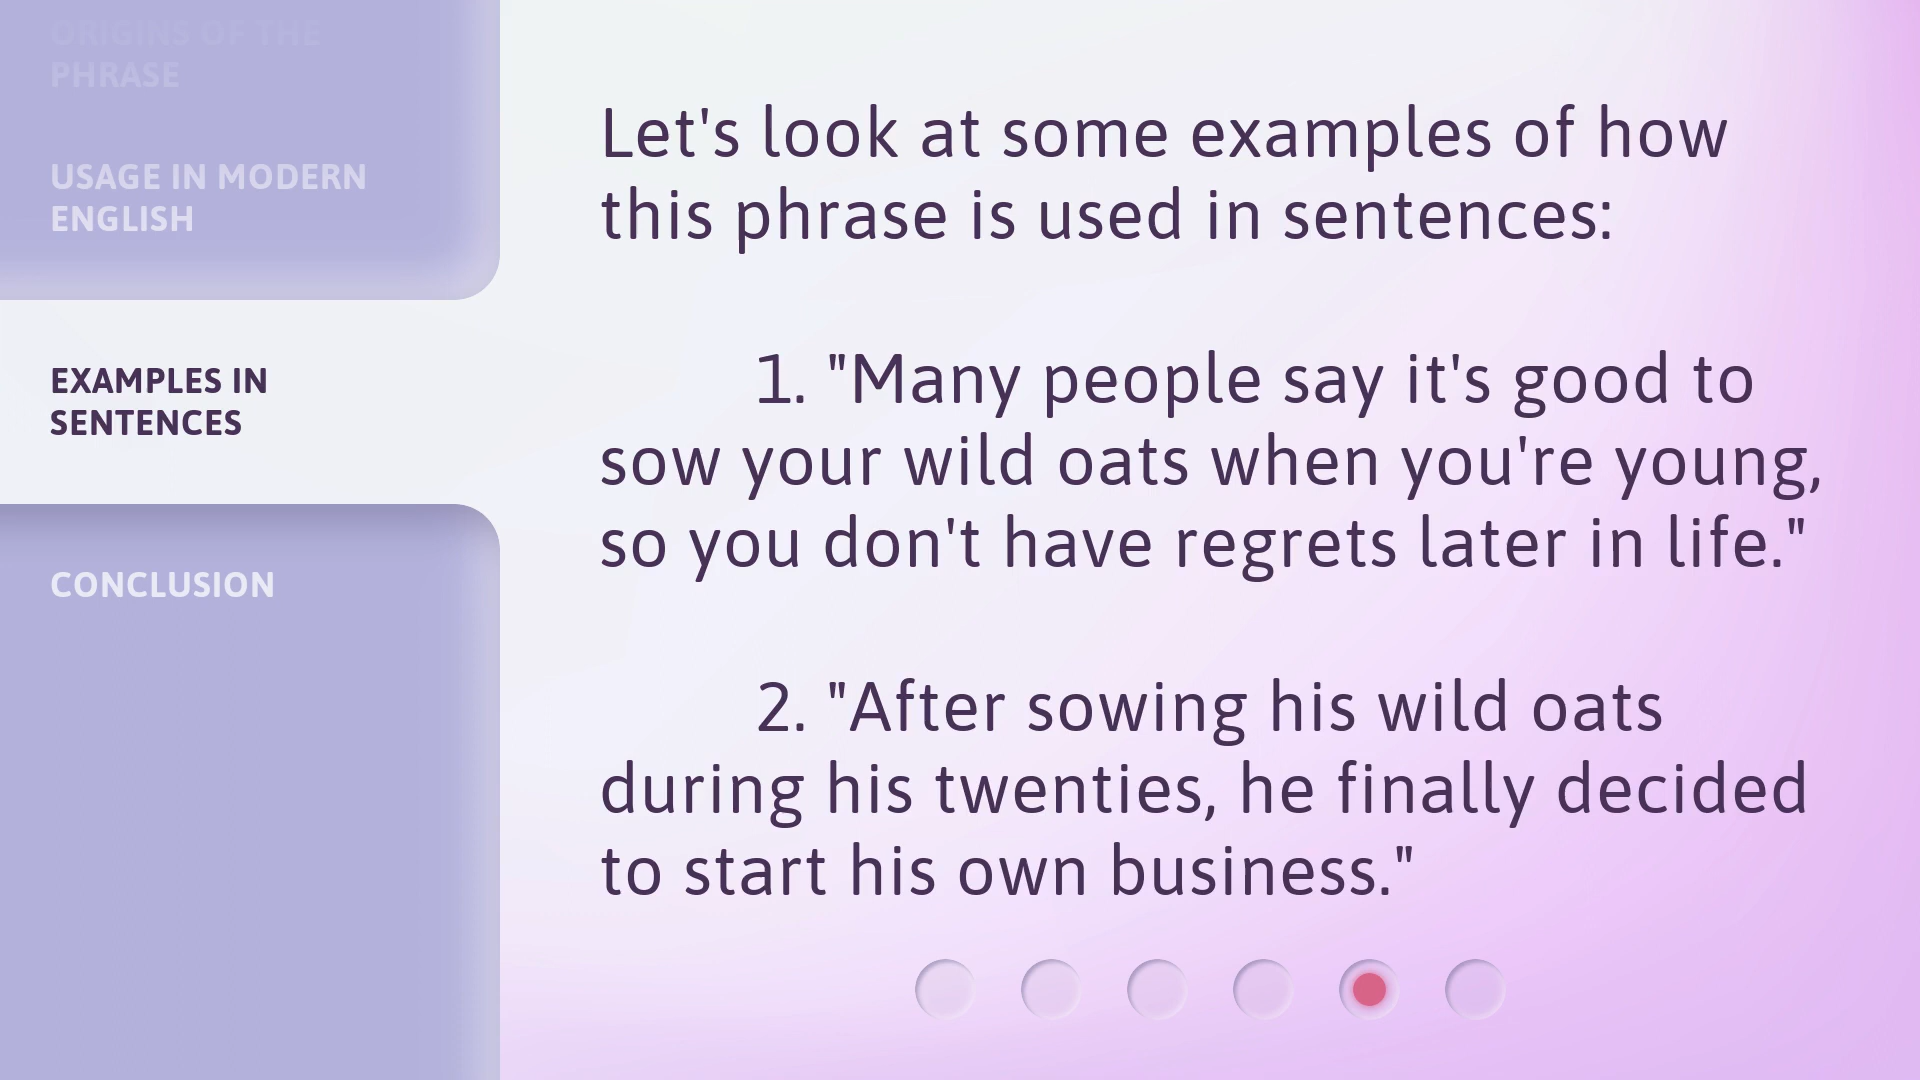 ORIGINS OF THE
PHRASE
USAGE IN MODERN
ENGLISH
EXAMPLES IN
SENTENCES
CONCLUSION
Let's look at some examples of how
this phrase is used in sentences:
1. "Many people say it's good to
sow your wild oats when you're young,
so you don't have regrets later in life."
2. "After sowing his wild oats
during his twenties, he finally decided
to start his own business."